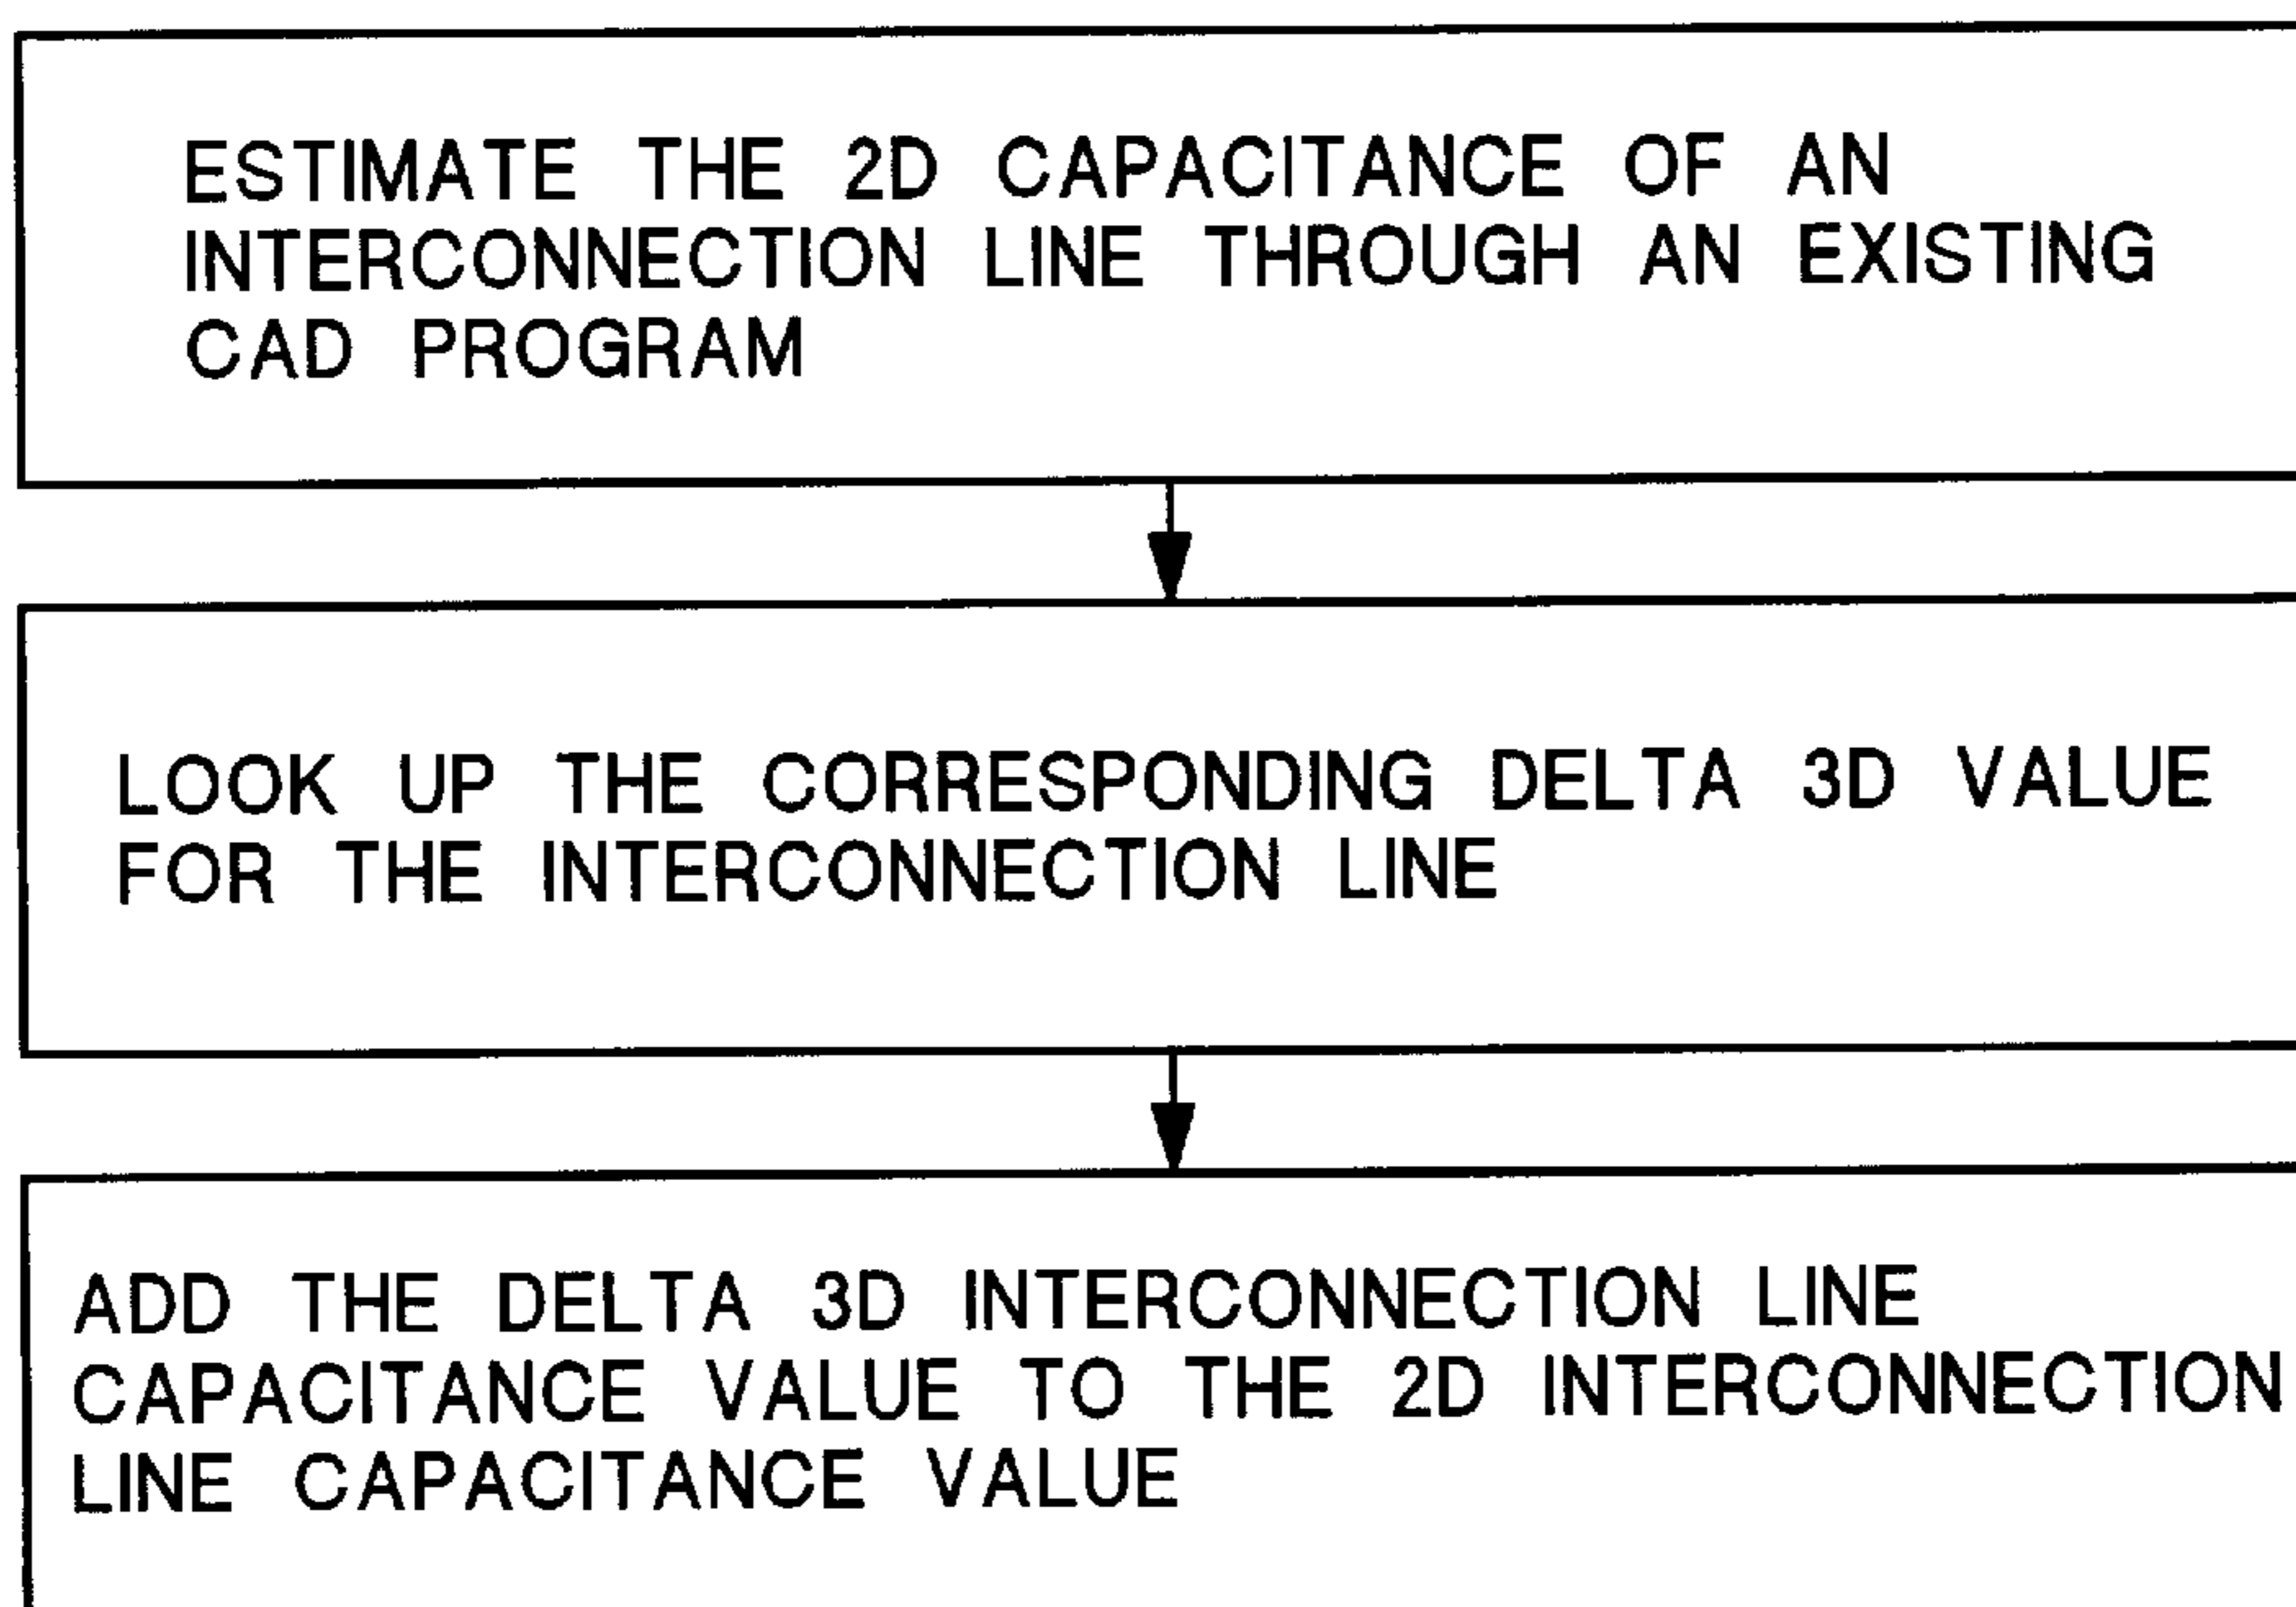 ESTIMATE THE 2D CAPACITANCE OF AN
INTERCONNECTION LINE THROUGH AN EXISTING
CAD PROGRAM
LOOK UP THE CORRESPONDING DELTA 3D VALUE
FOR THE INTERCONNECTION LINE
ADD THE DELTA 3D INTERCONNECTION LINE
CAPACITANCE VALUE TO THE 2D INTERCONNECTION
LINE CAPACITANCE VALUE